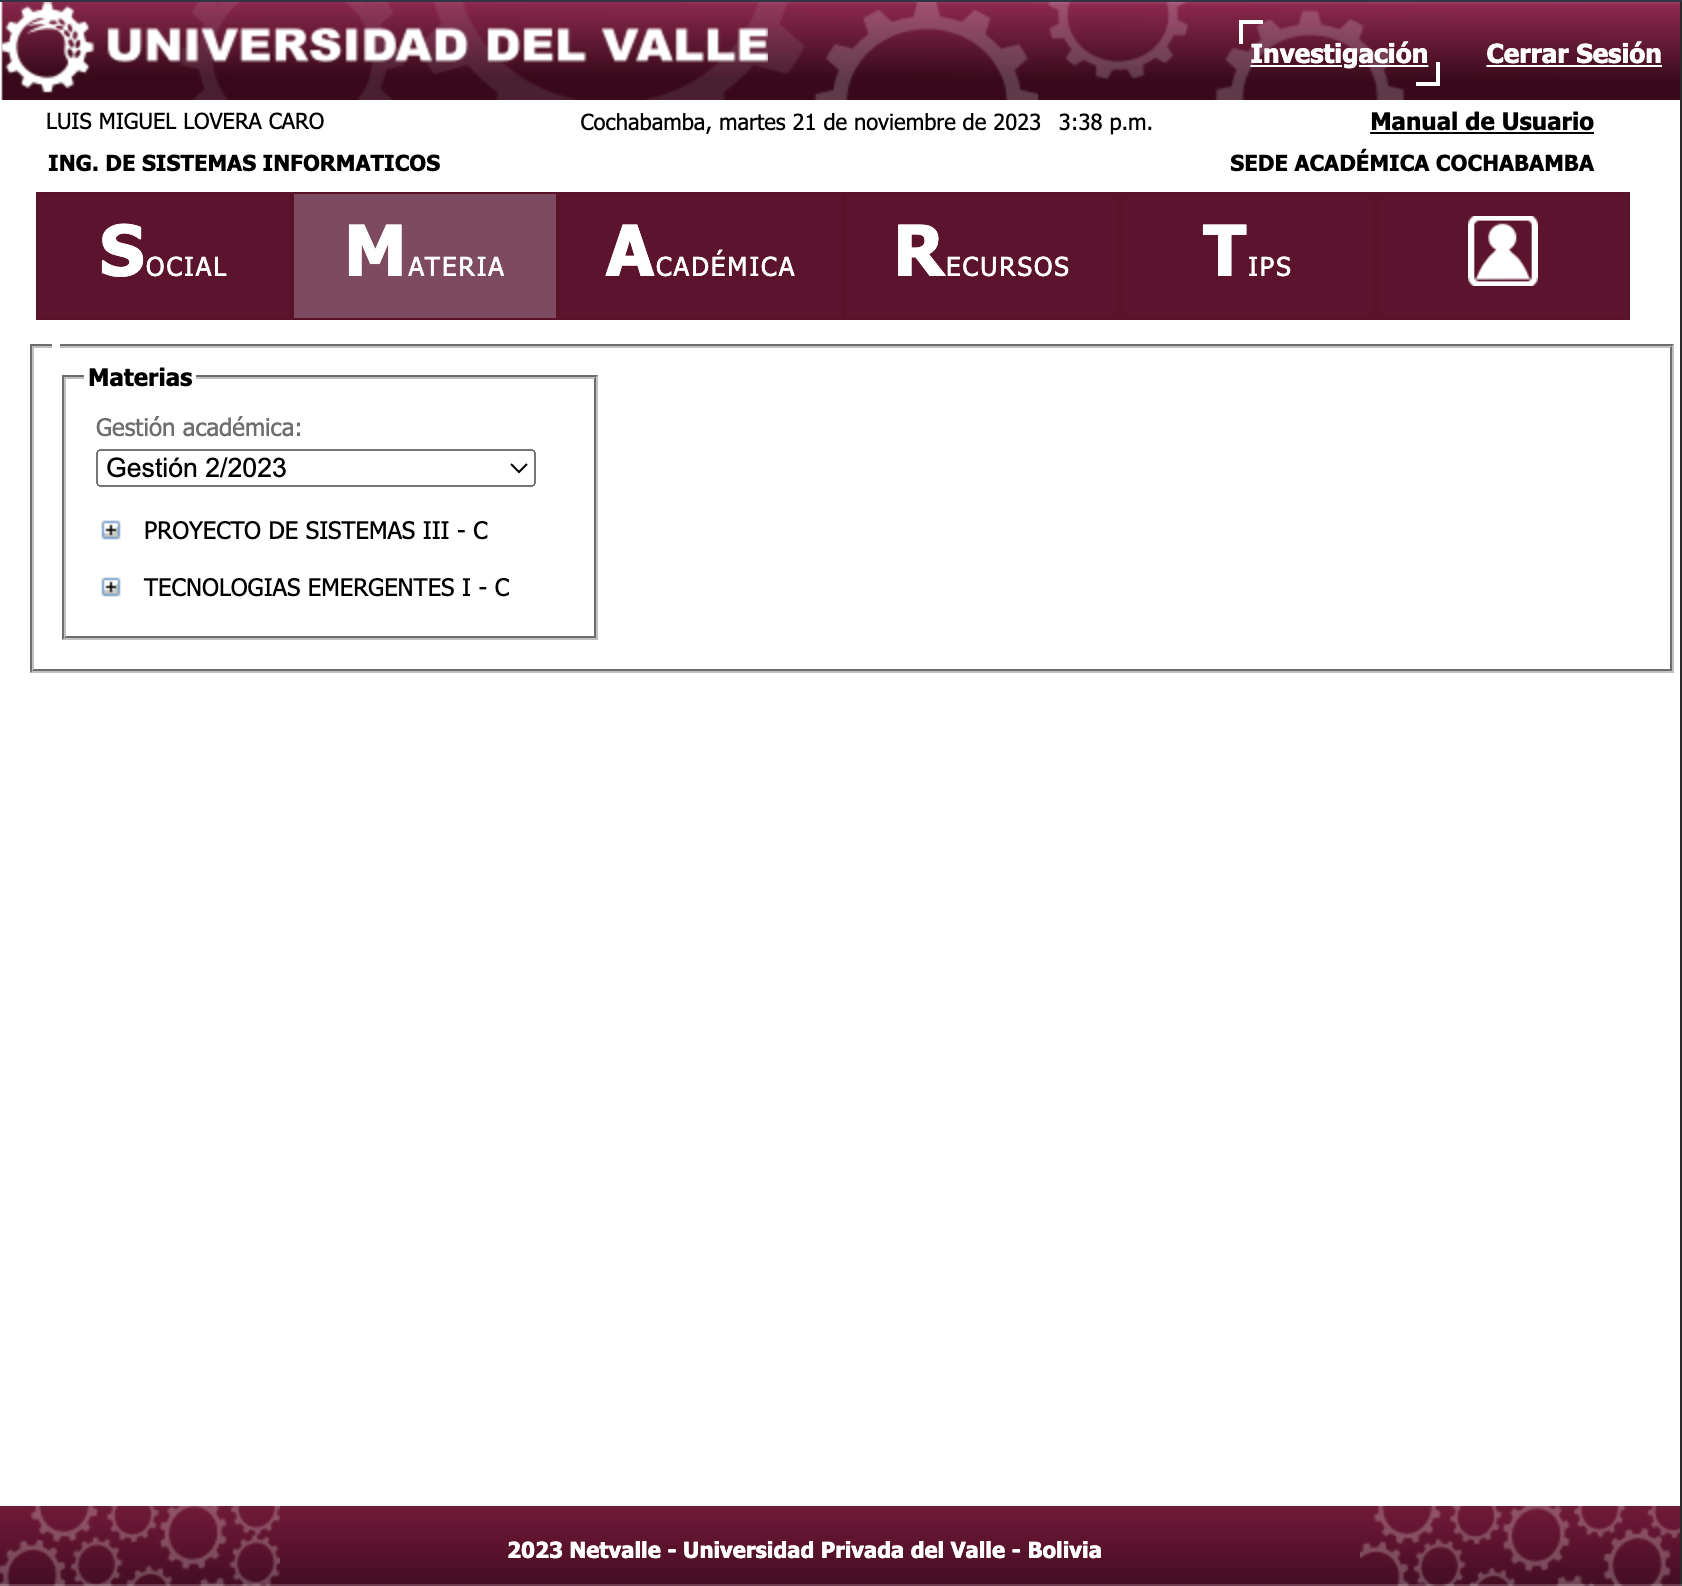 UNIVERSIDAD DEL VALLE
Investigación
Cerrar Sesión
LUIS MIGUEL LOVERA CARO
Cochabamba, martes 21 de noviembre de 2023 3:38 p.m.
Manual de Usuario
ING. DE SISTEMAS INFORMATICOS
SEDE ACADÉMICA COCHABAMBA
SOCIAL
MATERIA
ACADÉMICA
RECURSOS
TIPS
Materias
Gestión académica:
Gestión 2/2023
PROYECTO DE SISTEMAS III - C
TECNOLOGIAS EMERGENTES I - C
2023 Netvalle - Universidad Privada del Valle - Bolivia